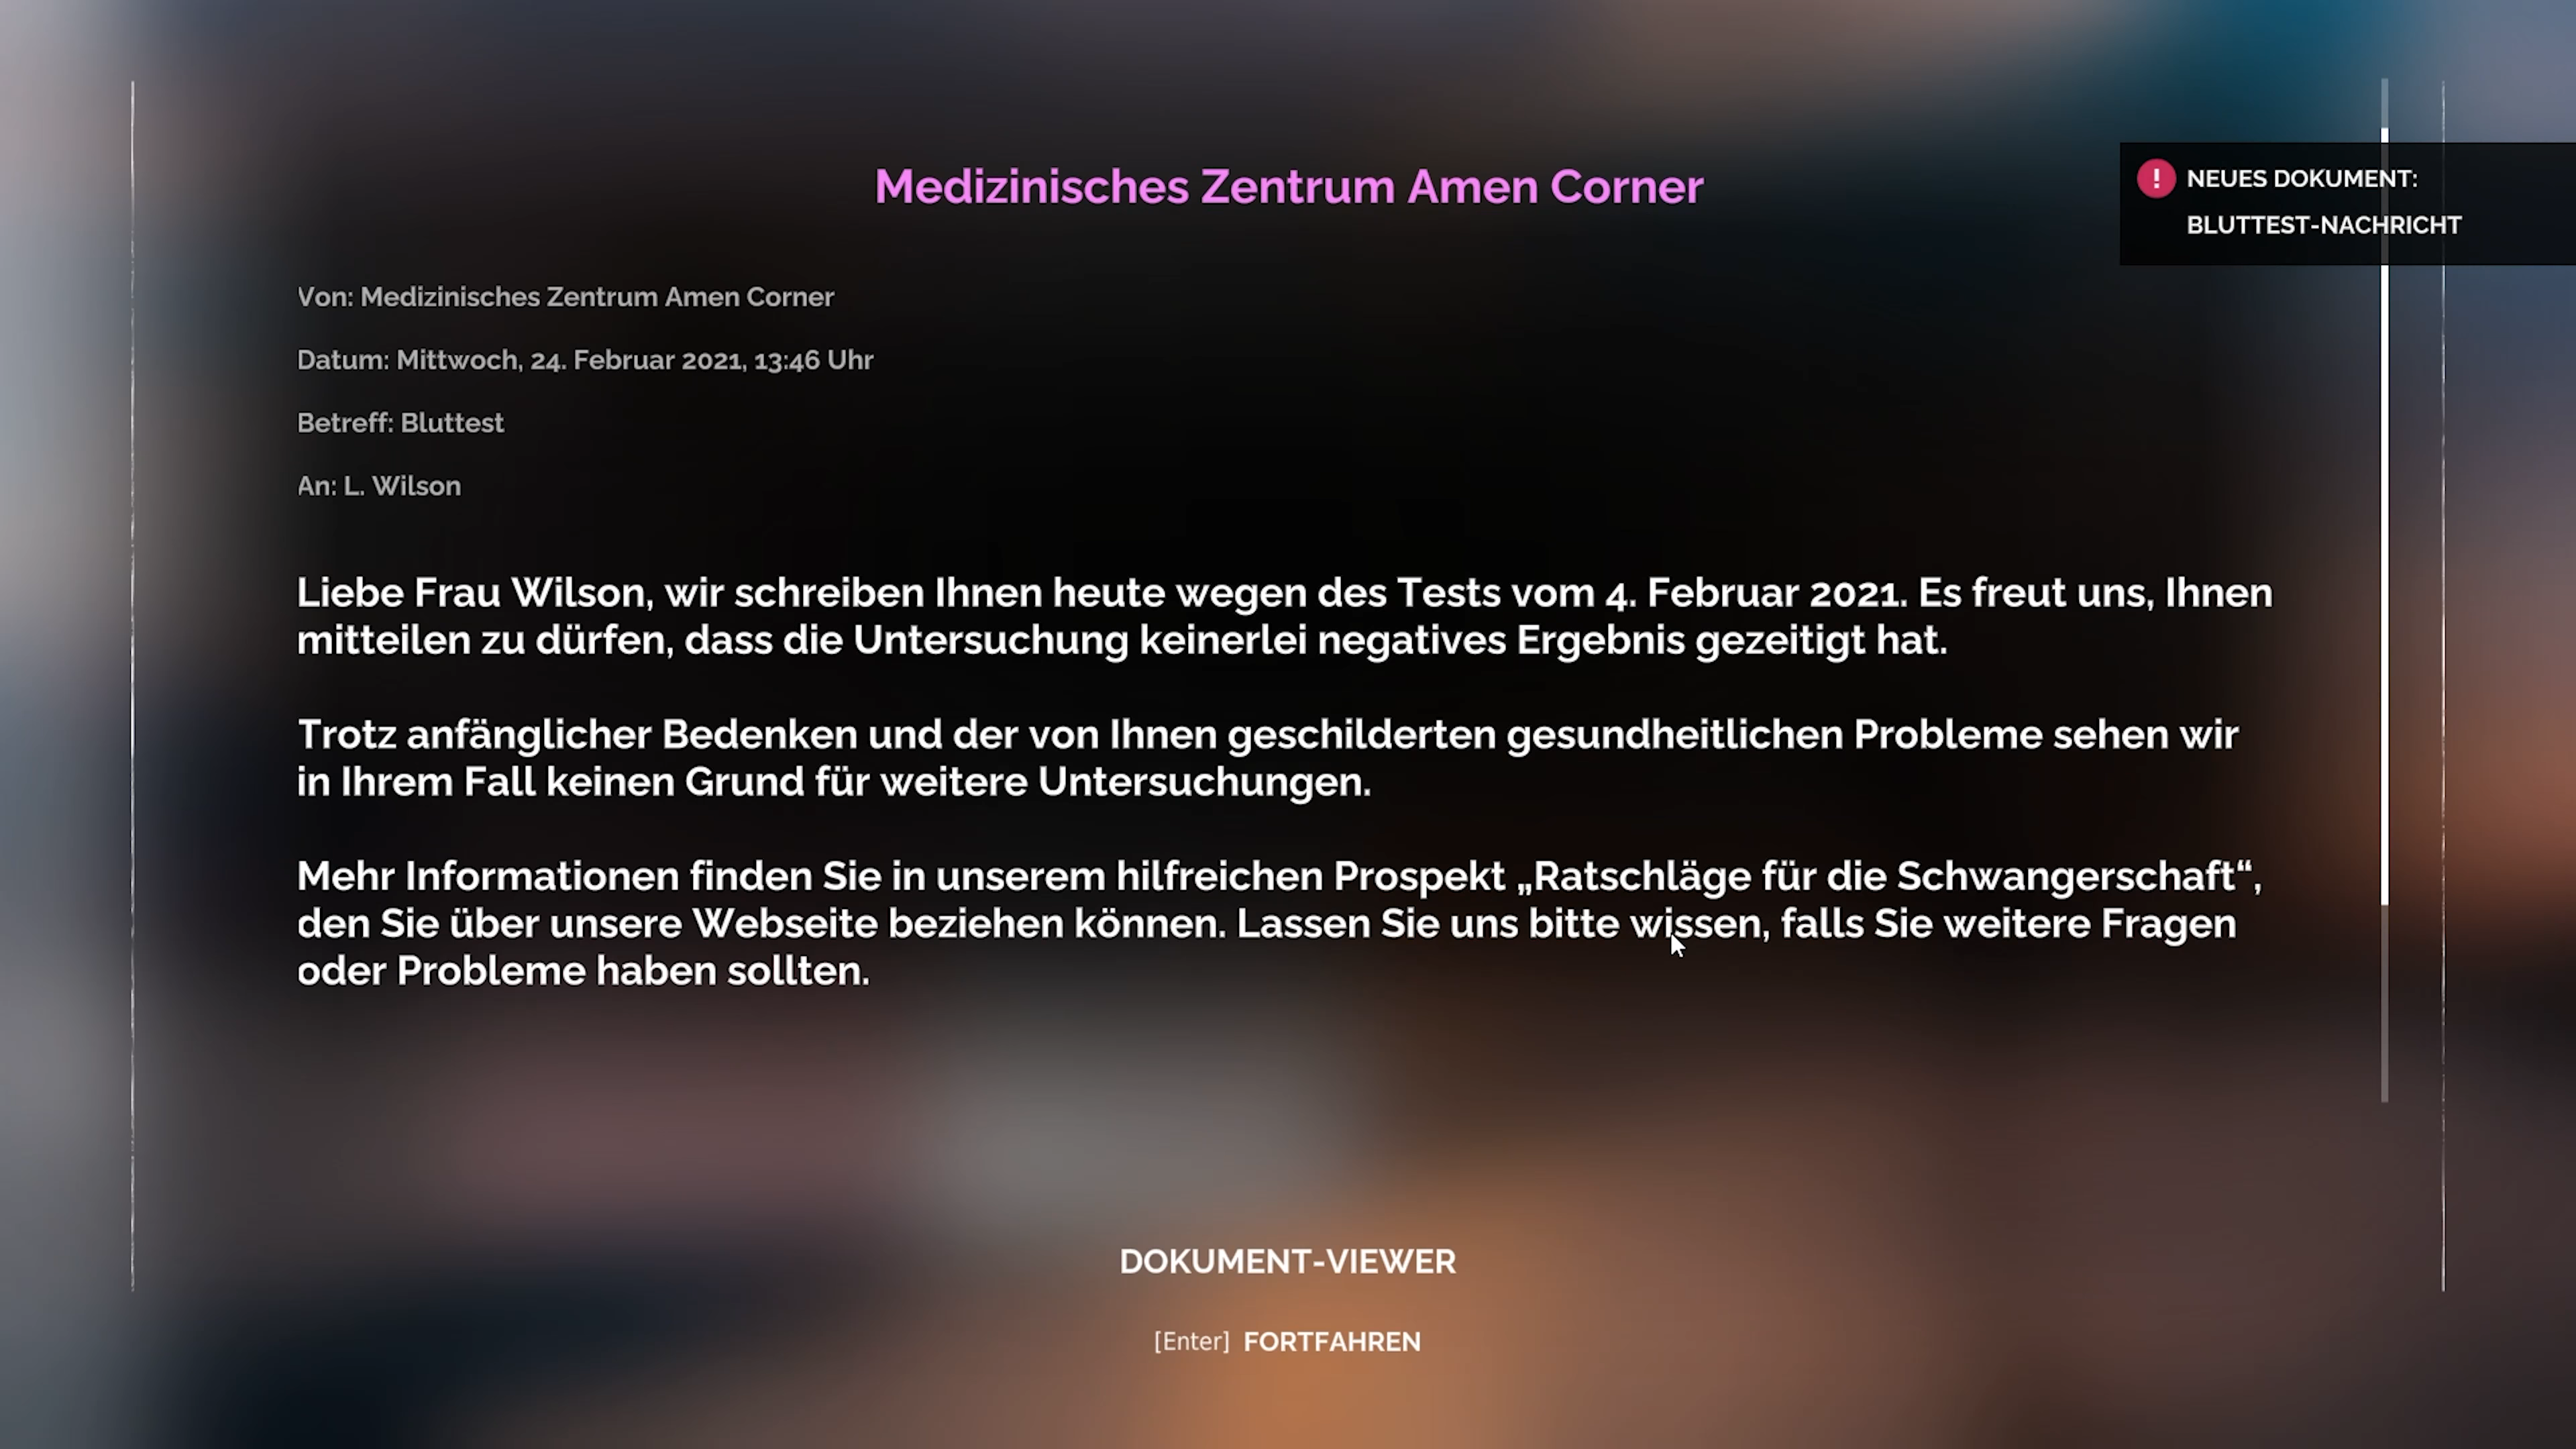 Medizinisches Zentrum Amen Corner
NEUES DOKUMENT:
BLUTTEST-NACHRICHT
Von: Medizinisches Zentrum Amen Corner
Datum: Mittwoch, 24. Februar 2021, 13:46 Uhr
Betreff: Bluttest
An: L. Wilson
Liebe Frau Wilson, wir schreiben Ihnen heute wegen des Tests vom 4. Februar 2021. Es freut uns, Ihnen
mitteilen zu dürfen, dass die Untersuchung keinerlei negatives Ergebnis gezeitigt hat.
Trotz anfänglicher Bedenken und der von Ihnen geschilderten gesundheitlichen Probleme sehen wir
in Ihrem Fall keinen Grund für weitere Untersuchungen.
Mehr Informationen finden Sie in unserem hilfreichen Prospekt „Ratschläge für die Schwangerschaft“,
den Sie über unsere Webseite beziehen können. Lassen Sie uns bitte wissen, falls Sie weitere Fragen
oder Probleme haben sollten.
DOKUMENT-VIEWER
[Enter] FORTFAHREN